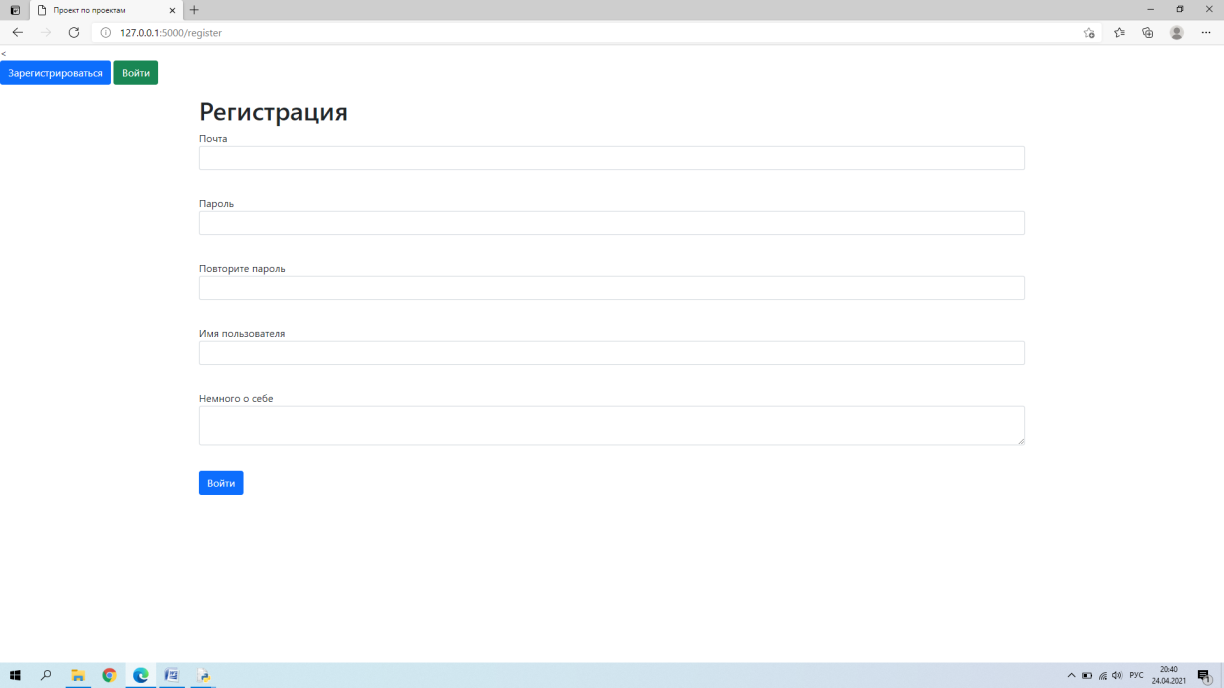 Проект по проектам
127.0.0.1:5000/register
<
Зарегистрироваться Войти
Регистрация
Почта
Пароль
Повторите пароль
Имя пользователя
Немного о себе
Войти
РУС
20:40
24.04.2021
1